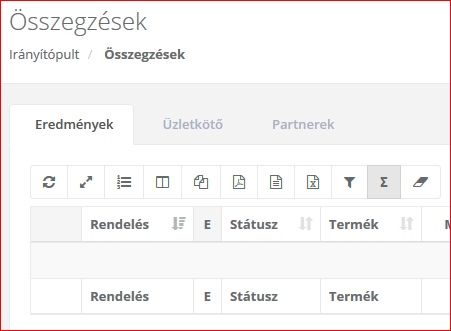 Összegzések
Irányítópult / Összegzések
Eredmények Üzletkötő Partnerek
Σ
Rendelés E Státusz Termék M
Rendelés E Státusz Termék